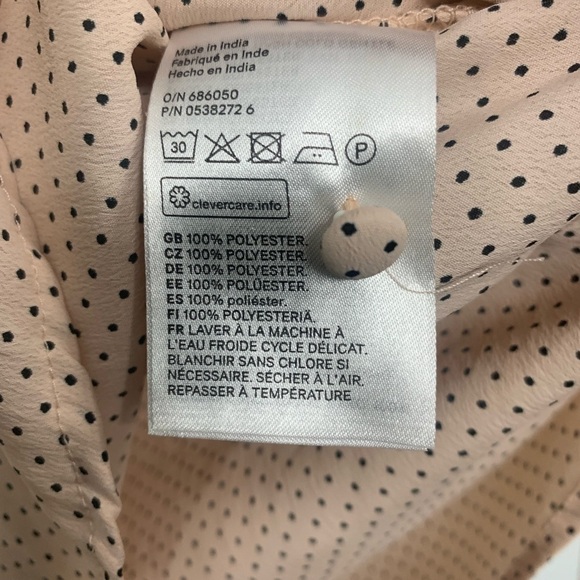 Made in India
Fabriqué en Inde
Hecho en India
O/N 686050
P/N 0538272 6
30
P
clevercare.info
GB 100% POLYESTER.
CZ 100% POLYESTER.
DE 100% POLYESTER.
EE 100% POLÜESTER.
ES 100% poliéster.
FI 100% POLYESTERIÄ.
FR LAVER À LA MACHINE À
L'EAU FROIDE CYCLE DÉLICAT.
BLANCHIR SANS CHLORE SI
NÉCESSAIRE. SÉCHER À L'AIR.
REPASSER À TEMPÉRATURE